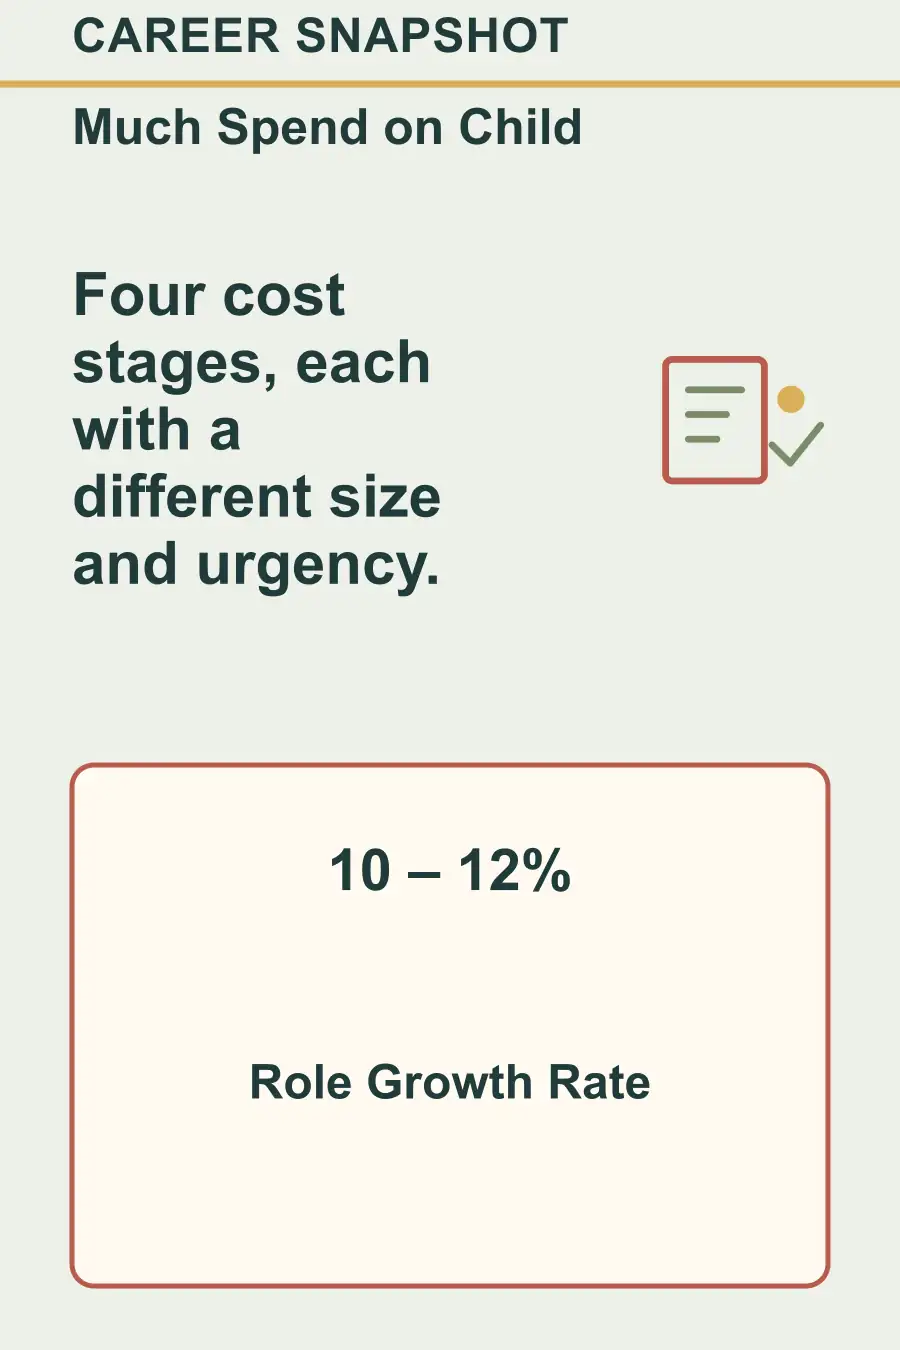 CAREER SNAPSHOT
Much Spend on Child
Four cost
stages, each
with a
different size
and urgency.
10 – 12%
Role Growth Rate